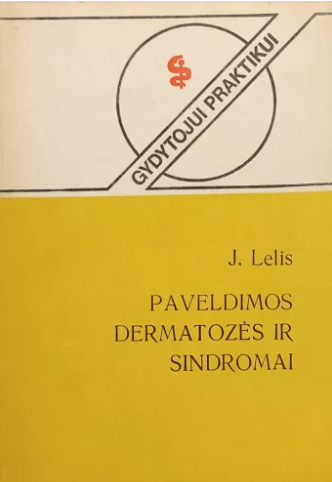 GYDYTOJUI PRAKTIKUI
J. Lelis
PAVELDIMOS
DERMATOZĖS IR
SINDROMAI